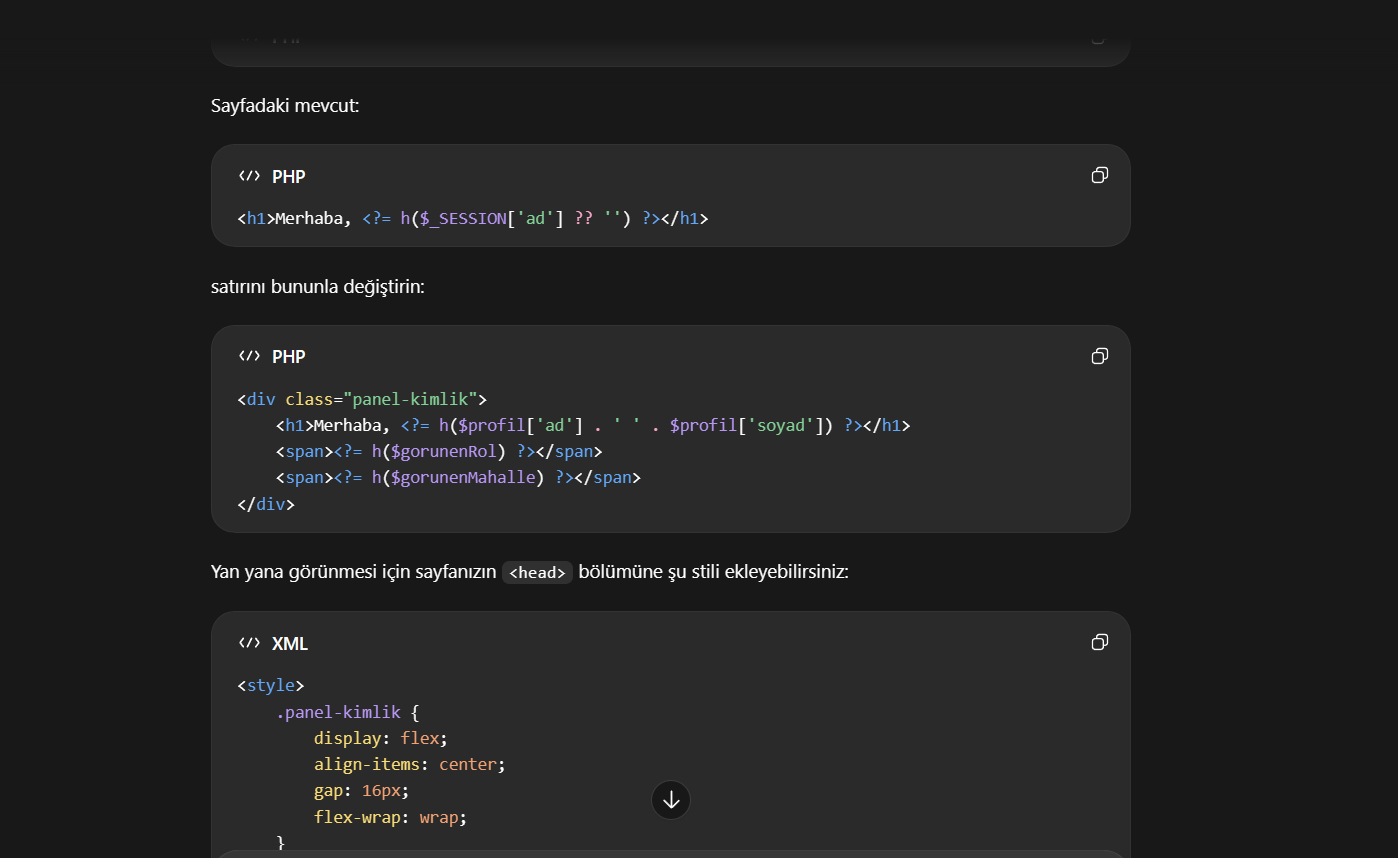 Sayfadaki mevcut:
PHP
<h1>Merhaba, <?= h($_SESSION['ad'] ?? '') ?></h1>
satırını bununla değiştirin:
PHP
<div class="panel-kimlik">
    <h1>Merhaba, <?= h($profil['ad'] . ' ' . $profil['soyad']) ?></h1>
    <span><?= h($gorunenRol) ?></span>
    <span><?= h($gorunenMahalle) ?></span>
</div>
Yan yana görünmesi için sayfanızın <head> bölümüne şu stili ekleyebilirsiniz:
XML
<style>
    .panel-kimlik {
        display: flex;
        align-items: center;
        gap: 16px;
        flex-wrap: wrap;
    }